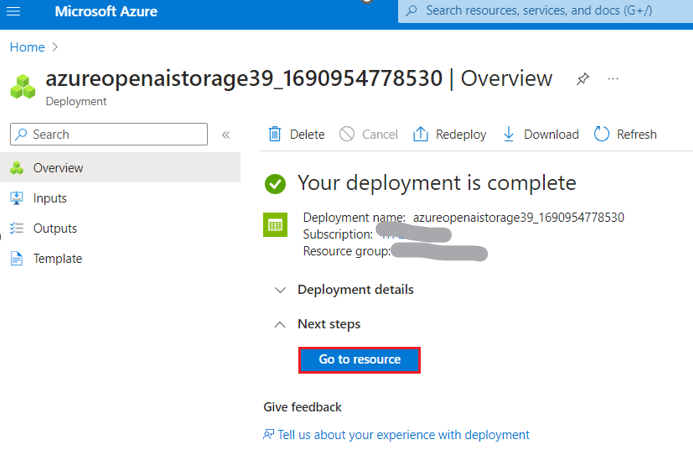 Microsoft Azure
Search resources, services, and docs (G+/)
Home
azureopenaistorage39_1690954778530 | Overview
Deployment
Search
Delete Cancel Redeploy Download Refresh
Overview
Inputs
Outputs
Template
Your deployment is complete
Deployment name: azureopenaistorage39_1690954778530
Subscription:
Resource group:
Deployment details
Next steps
Go to resource
Give feedback
Tell us about your experience with deployment